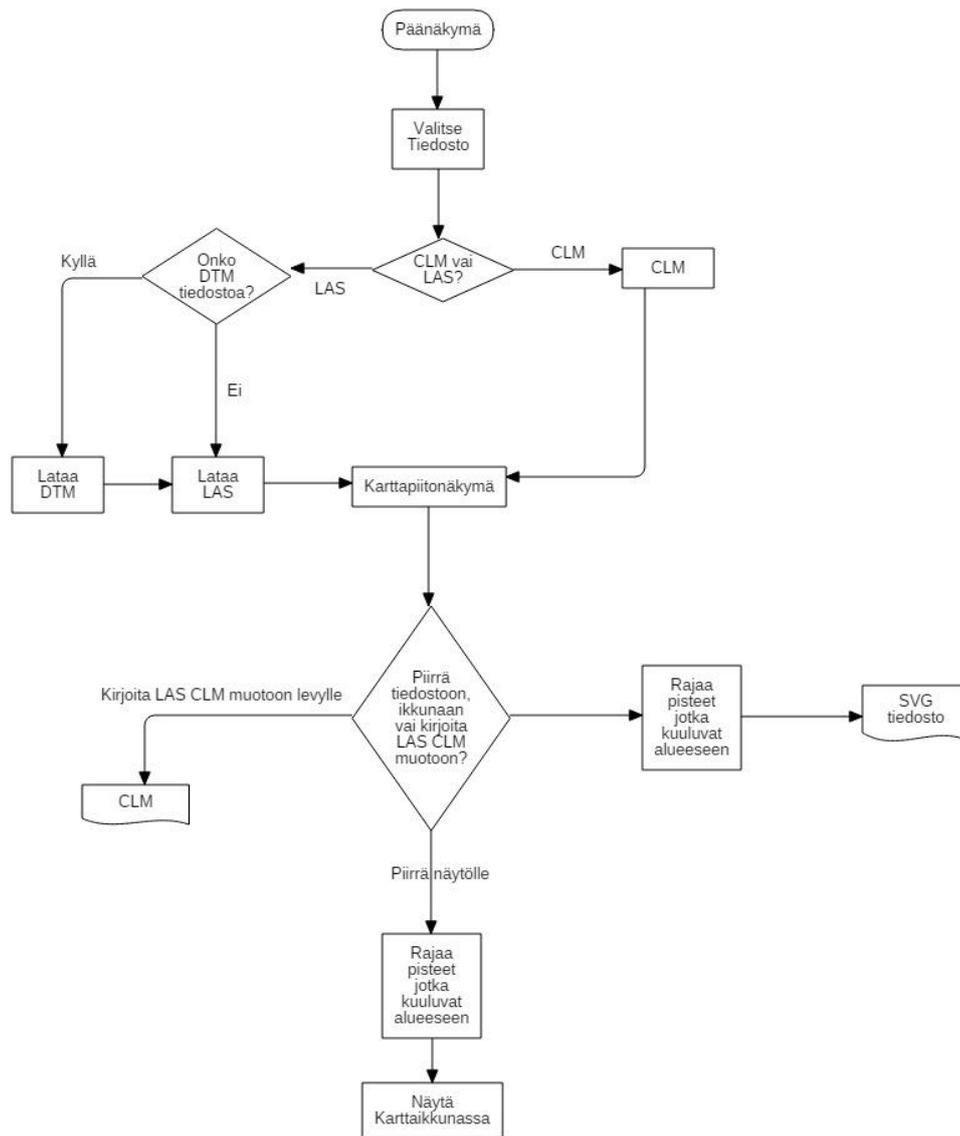 Päänäkymä
Valitse
Tiedosto
CLM vai
LAS?
CLM
CLM
LAS
Onko
DTM
tiedostoa?
Kyllä
Ei
Lataa
DTM
Lataa
LAS
Karttapiitonäkymä
Piirrä
tiedostoon,
ikkunaan
vai kirjoita
LAS CLM
muotoon?
Kirjoita LAS CLM muotoon levylle
CLM
Rajaa
pisteet
jotka
kuuluvat
alueeseen
SVG
tiedosto
Piirrä näytölle
Rajaa
pisteet
jotka
kuuluvat
alueeseen
Näytä
Karttaikkunassa